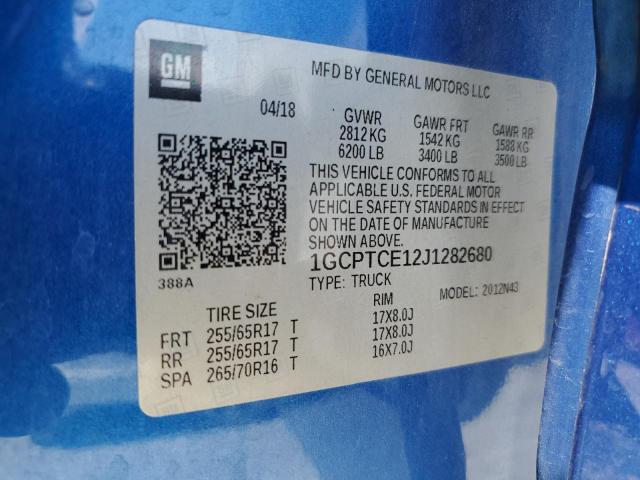 GM
MFD BY GENERAL MOTORS LLC
04/18
GVWR GAWR FRT GAWR RR
2812 KG 1542 KG 1588 KG
6200 LB 3400 LB 3500 LB
THIS VEHICLE CONFORMS TO ALL
APPLICABLE U.S. FEDERAL MOTOR
VEHICLE SAFETY STANDARDS IN EFFECT
ON THE DATE OF MANUFACTURE
SHOWN ABOVE.
1GCPTCE12J1282680
388A
TYPE: TRUCK MODEL: 2012N43
TIRE SIZE RIM
FRT 255/65R17 T 17X8.0J
RR 255/65R17 T 17X8.0J
SPA 265/70R16 T 16X7.0J